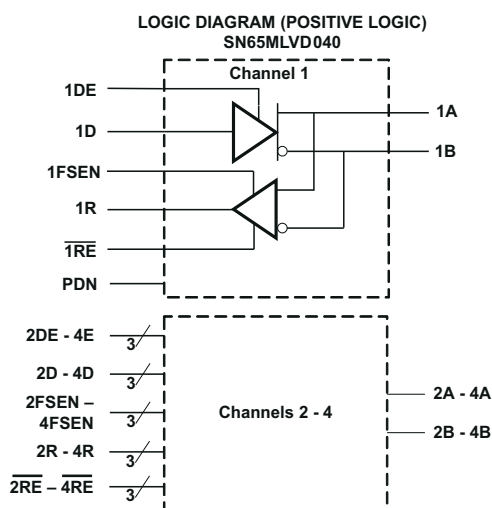 LOGIC DIAGRAM (POSITIVE LOGIC)
SN65MLVD040
Channel 1
1DE
1D
1FSEN
1R
1RE
PDN
1A
1B
2DE - 4E
3
2D - 4D
3
2FSEN –
4FSEN
3
2R - 4R
3
2RE – 4RE
3
Channels 2 - 4
2A - 4A
2B - 4B